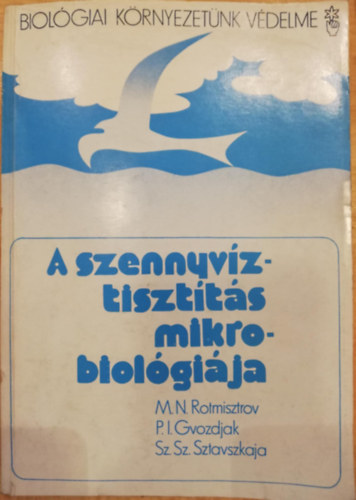 BIOLÓGIAI KÖRNYEZETÜNK VÉDELME
A szennyvíz-
tisztítás
mikro-
biológiája
M. N. Rotmisztrov
P. I. Gvozdjak
Sz. Sz. Sztavszkaja